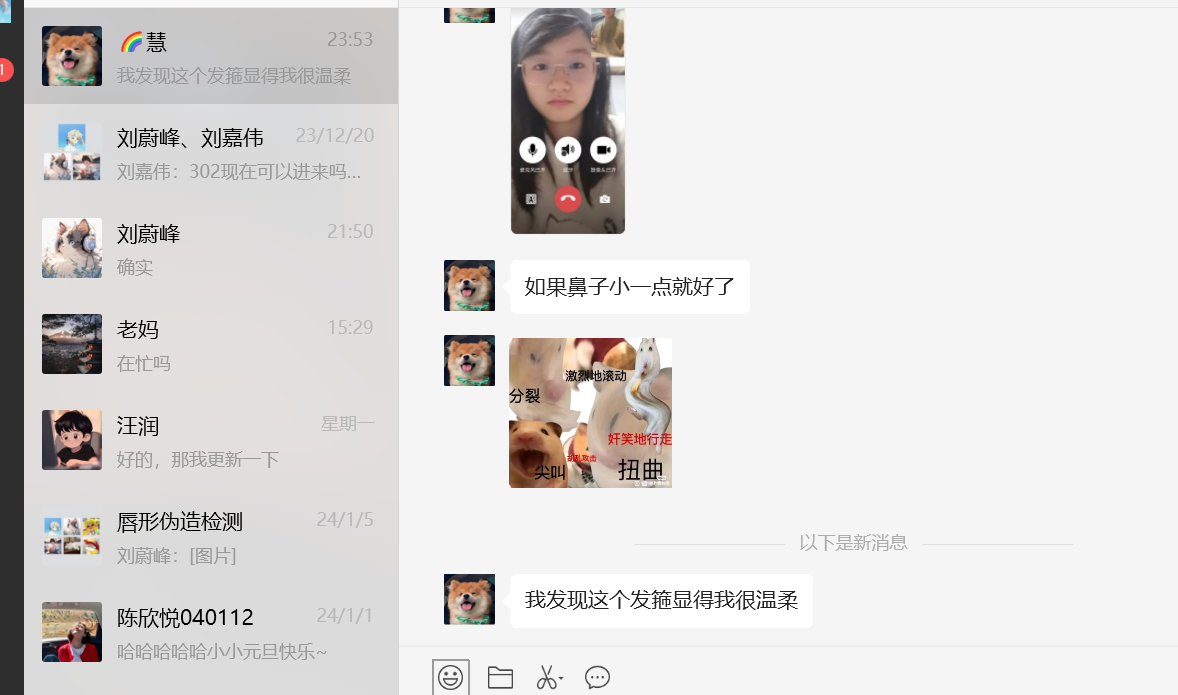 1
慧
23:53
我发现这个发箍显得我很温柔
刘蔚峰、刘嘉伟
23/12/20
刘嘉伟：302现在可以进来吗...
刘蔚峰
21:50
确实
老妈
15:29
在忙吗
汪润
星期一
好的，那我更新一下
唇形伪造检测
24/1/5
刘蔚峰：[图片]
陈欣悦040112
24/1/1
哈哈哈哈哈小小元旦快乐~
如果鼻子小一点就好了
激烈地滚动
分裂
奸笑地行走
胡乱攻击
尖叫
扭曲
以下是新消息
我发现这个发箍显得我很温柔